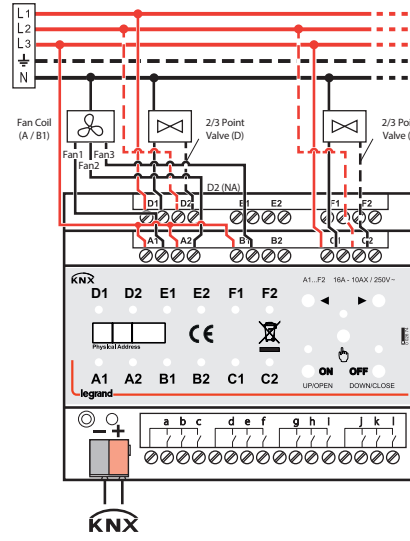 L1
L2
L3
N
Fan Coil
(A / B1)
2/3 Point
Valve (D)
2/3 Poi
Valve (
Fan1 Fan3
Fan2
D2 (NA)
D1 D2 E1 E2 F1 F2
A1 A2 B1 B2 C1 C2
KNX
A1...F2 16A - 10AX / 250V~
D1 D2 E1 E2 F1 F2
Physical Address
CE
A1 A2 B1 B2 C1 C2
ON OFF
UP/OPEN DOWN/CLOSE
legrand
a b c d e f g h i j k l
– +
KNX